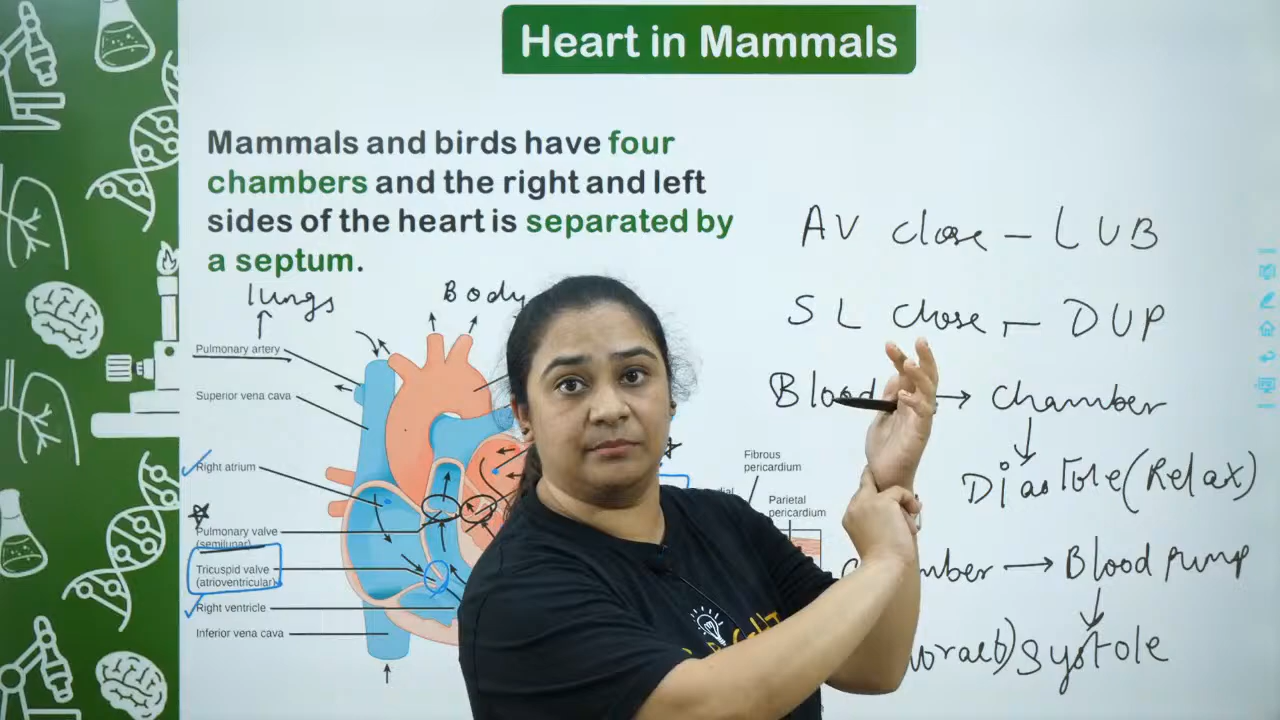 Heart in Mammals
Mammals and birds have four
chambers and the right and left
sides of the heart is separated by
a septum.
lungs
Body
Pulmonary artery
Superior vena cava
Right atrium
Pulmonary valve
(semilunar)
Tricuspid valve
(atrioventricular)
Right ventricle
Inferior vena cava
Fibrous
pericardium
Parietal
pericardium
AV close - LUB
SL close - DUP
Blood → Chamber
Diastole (Relax)
→ Blood pump
Systole